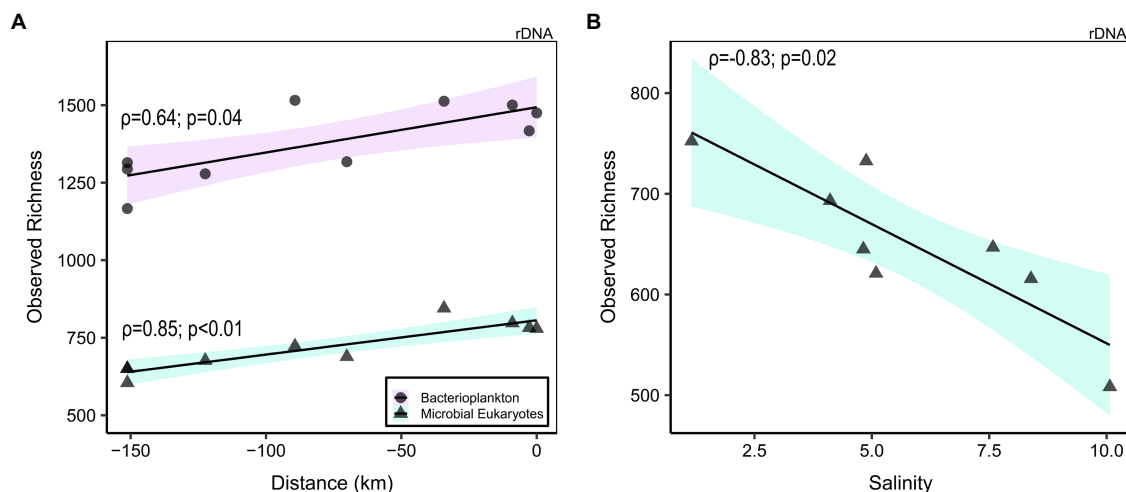 A
rDNA
ρ=0.64; p=0.04
ρ=0.85; p<0.01
Observed Richness
1500
1250
1000
750
500
Bacterioplankton
Microbial Eukaryotes
−150
−100
−50
0
Distance (km)
B
rDNA
ρ=-0.83; p=0.02
Observed Richness
800
700
600
500
2.5
5.0
7.5
10.0
Salinity